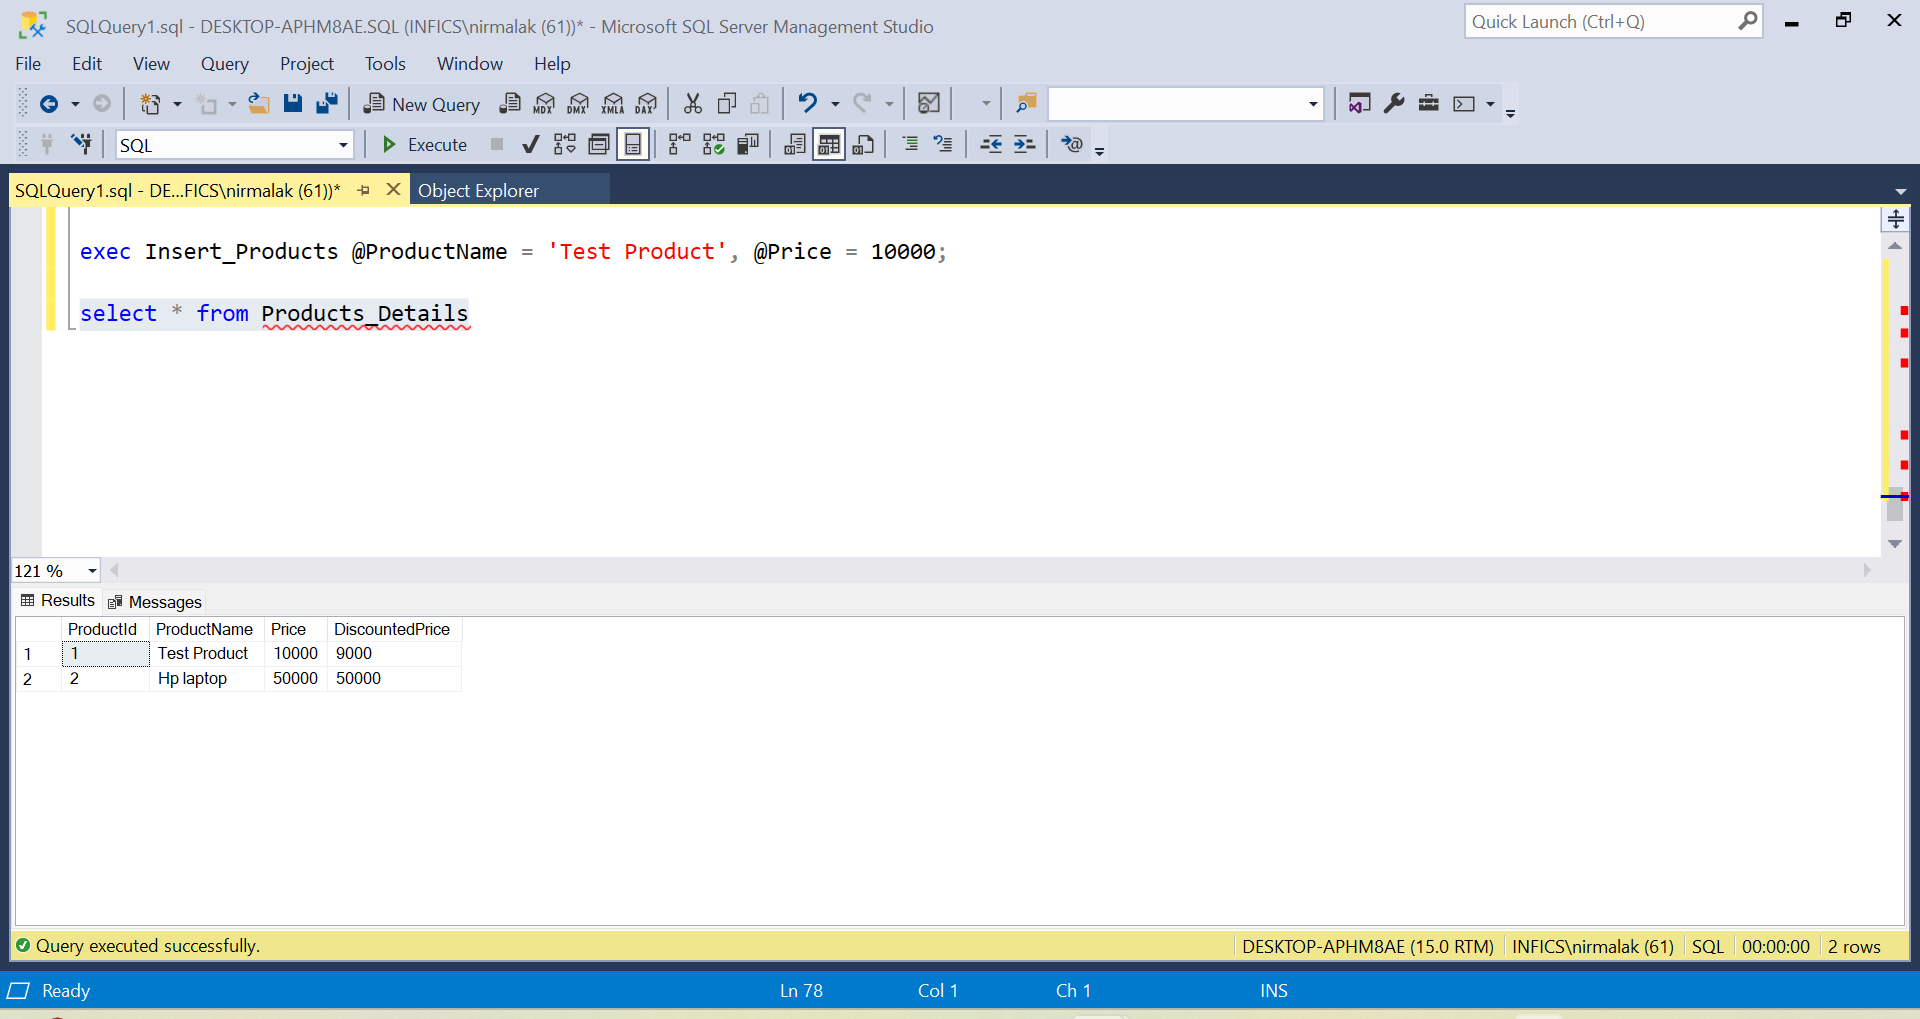 SQLQuery1.sql - DESKTOP-APHM8AE.SQL (INFICS\nirmalak (61))* - Microsoft SQL Server Management Studio
Quick Launch (Ctrl+Q)
File Edit View Query Project Tools Window Help
New Query MDX DMX XMLA DAX
SQL Execute
SQLQuery1.sql - DE...FICS\nirmalak (61))* Object Explorer
exec Insert_Products @ProductName = 'Test Product', @Price = 10000;
select * from Products_Details
121 %
Results Messages
ProductId ProductName Price DiscountedPrice
1 1 Test Product 10000 9000
2 2 Hp laptop 50000 50000
Query executed successfully. DESKTOP-APHM8AE (15.0 RTM) INFICS\nirmalak (61) SQL 00:00:00 2 rows
Ready Ln 78 Col 1 Ch 1 INS